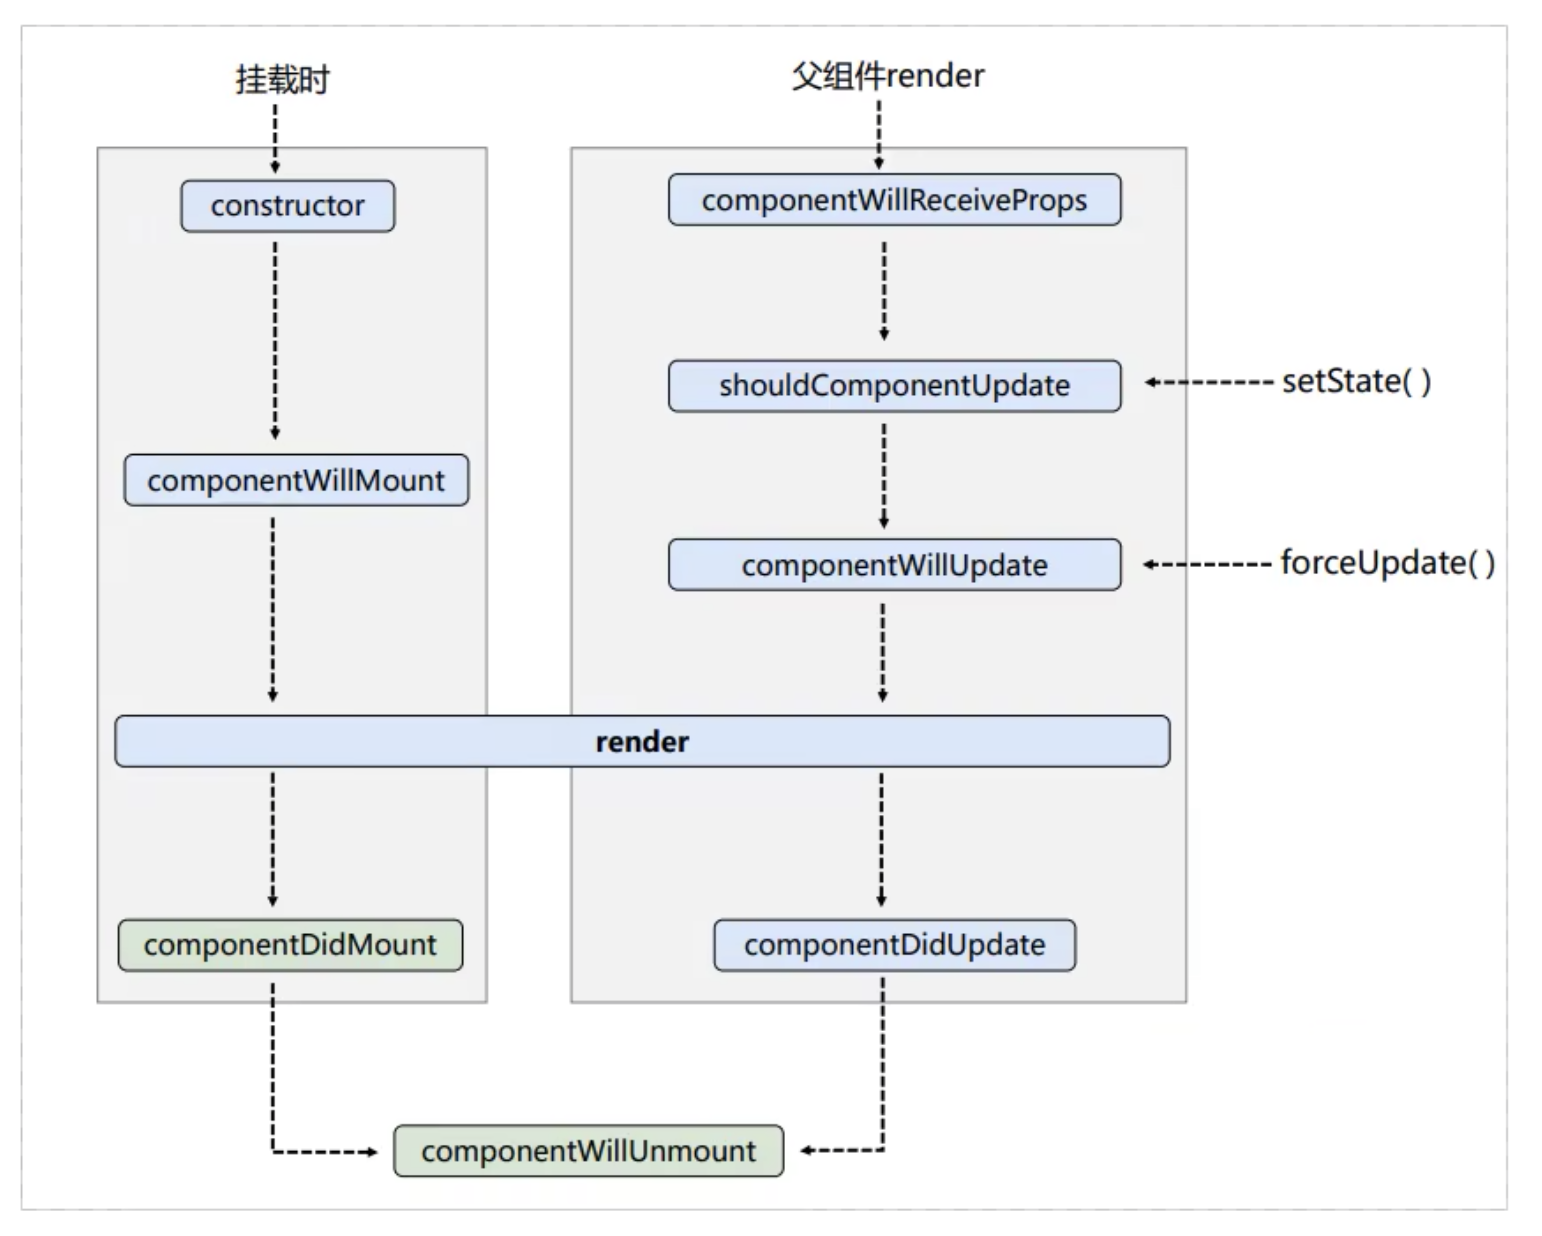 挂载时
父组件render
constructor
componentWillReceiveProps
shouldComponentUpdate
setState( )
componentWillMount
componentWillUpdate
forceUpdate( )
render
componentDidMount
componentDidUpdate
componentWillUnmount